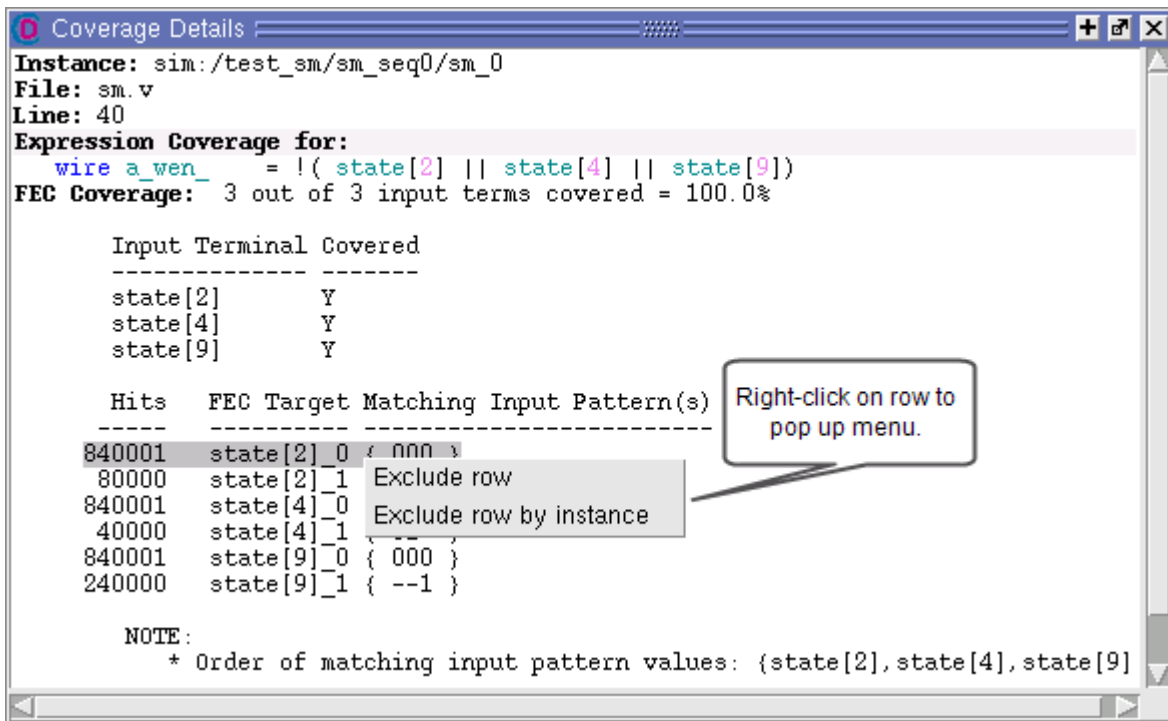 Coverage Details
Instance: sim:/test_sm/sm_seq0/sm_0
File: sm.v
Line: 40
Expression Coverage for:
wire a_wen_ = !( state[2] || state[4] || state[9])
FEC Coverage: 3 out of 3 input terms covered = 100.0%
Input Terminal Covered
-------------- -------
state[2] Y
state[4] Y
state[9] Y
Hits FEC Target Matching Input Pattern(s)
----- ---------- -------------------------
840001 state[2]_0 { 000 }
80000 state[2]_1
840001 state[4]_0
40000 state[4]_1
840001 state[9]_0 { 000 }
240000 state[9]_1 { --1 }
Exclude row
Exclude row by instance
Right-click on row to
pop up menu.
NOTE:
* Order of matching input pattern values: {state[2],state[4],state[9]